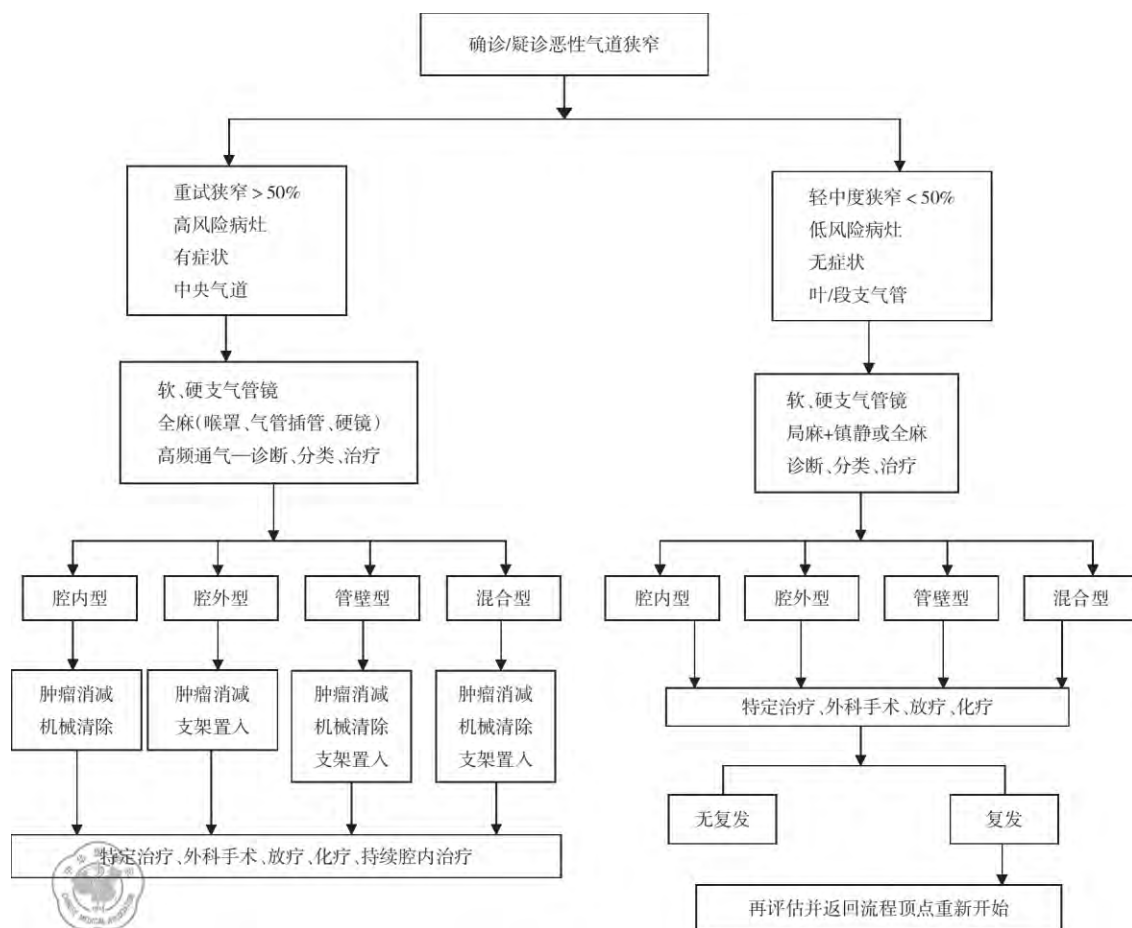 确诊/疑诊恶性气道狭窄
重试狭窄＞50%
高风险病灶
有症状
中央气道
轻中度狭窄＜50%
低风险病灶
无症状
叶/段支气管
软、硬支气管镜
全麻(喉罩、气管插管、硬镜)
高频通气—诊断、分类、治疗
软、硬支气管镜
局麻+镇静或全麻
诊断、分类、治疗
腔内型
腔外型
管壁型
混合型
腔内型
腔外型
管壁型
混合型
肿瘤消减
机械清除
肿瘤消减
支架置入
肿瘤消减
机械清除
支架置入
肿瘤消减
机械清除
支架置入
特定治疗、外科手术、放疗、化疗
无复发
复发
特定治疗、外科手术、放疗、化疗、持续腔内治疗
再评估并返回流程顶点重新开始
CHINESE MEDICAL ASSOCIATION